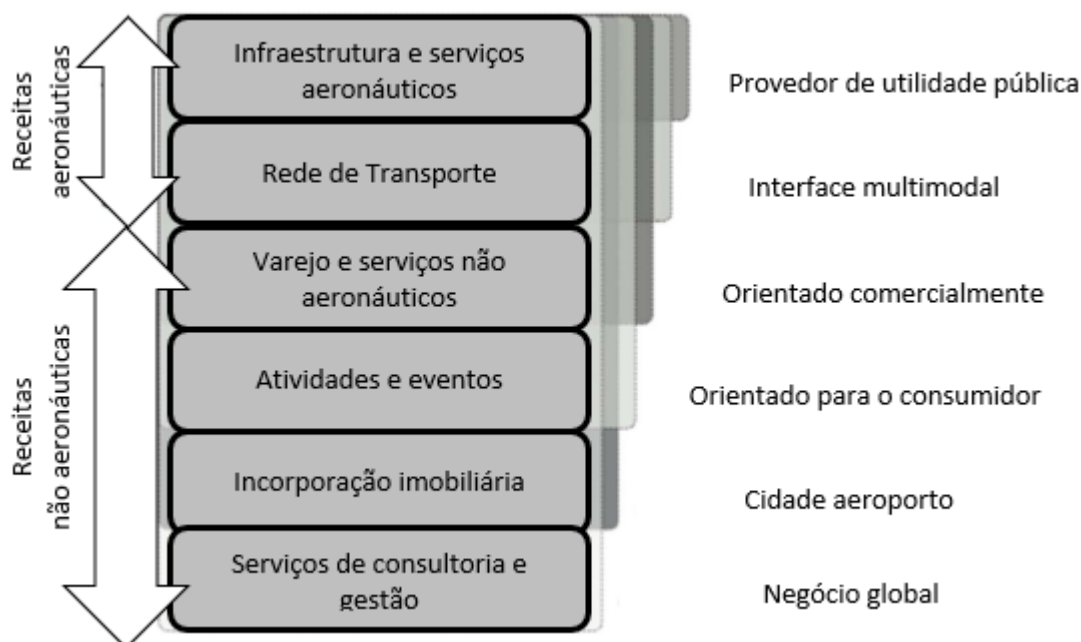 Receitas
aeronáuticas
Infraestrutura e serviços
aeronáuticos
Provedor de utilidade pública
Rede de Transporte
Interface multimodal
Receitas
não aeronáuticas
Varejo e serviços não
aeronáuticos
Orientado comercialmente
Atividades e eventos
Orientado para o consumidor
Incorporação imobiliária
Cidade aeroporto
Serviços de consultoria e
gestão
Negócio global